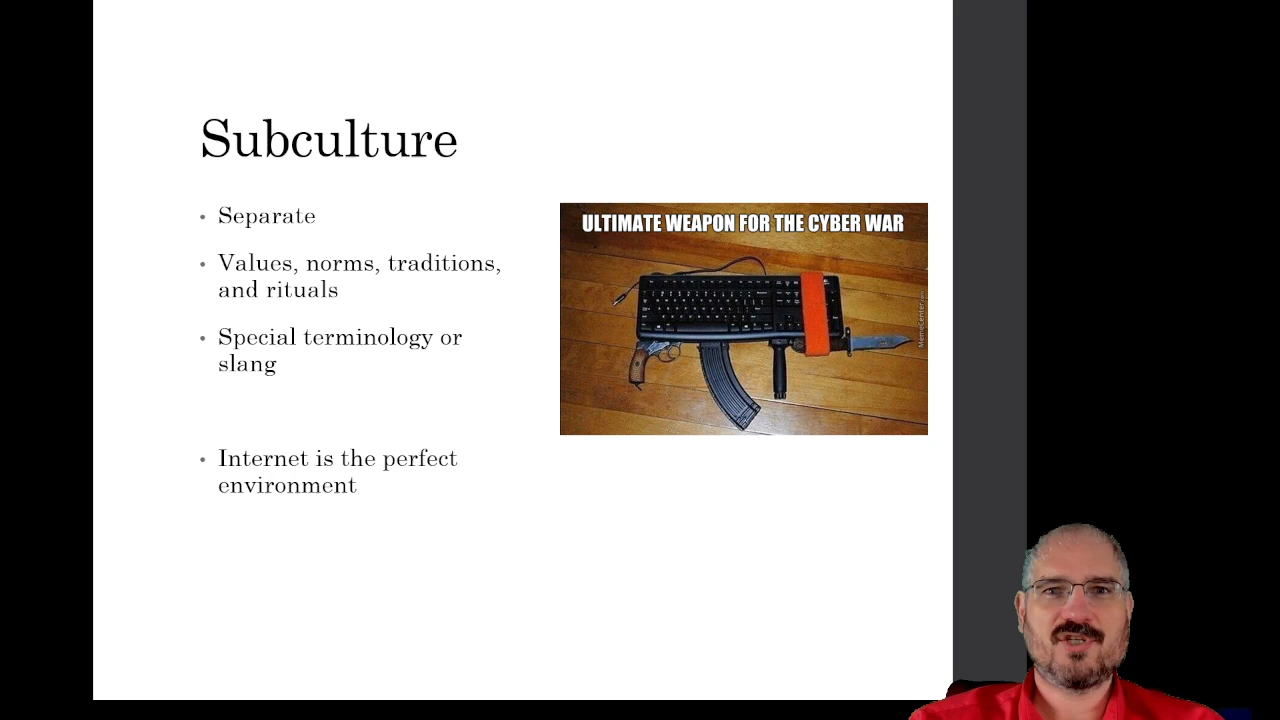 Subculture
• Separate
• Values, norms, traditions,
and rituals
• Special terminology or
slang
• Internet is the perfect
environment
ULTIMATE WEAPON FOR THE CYBER WAR